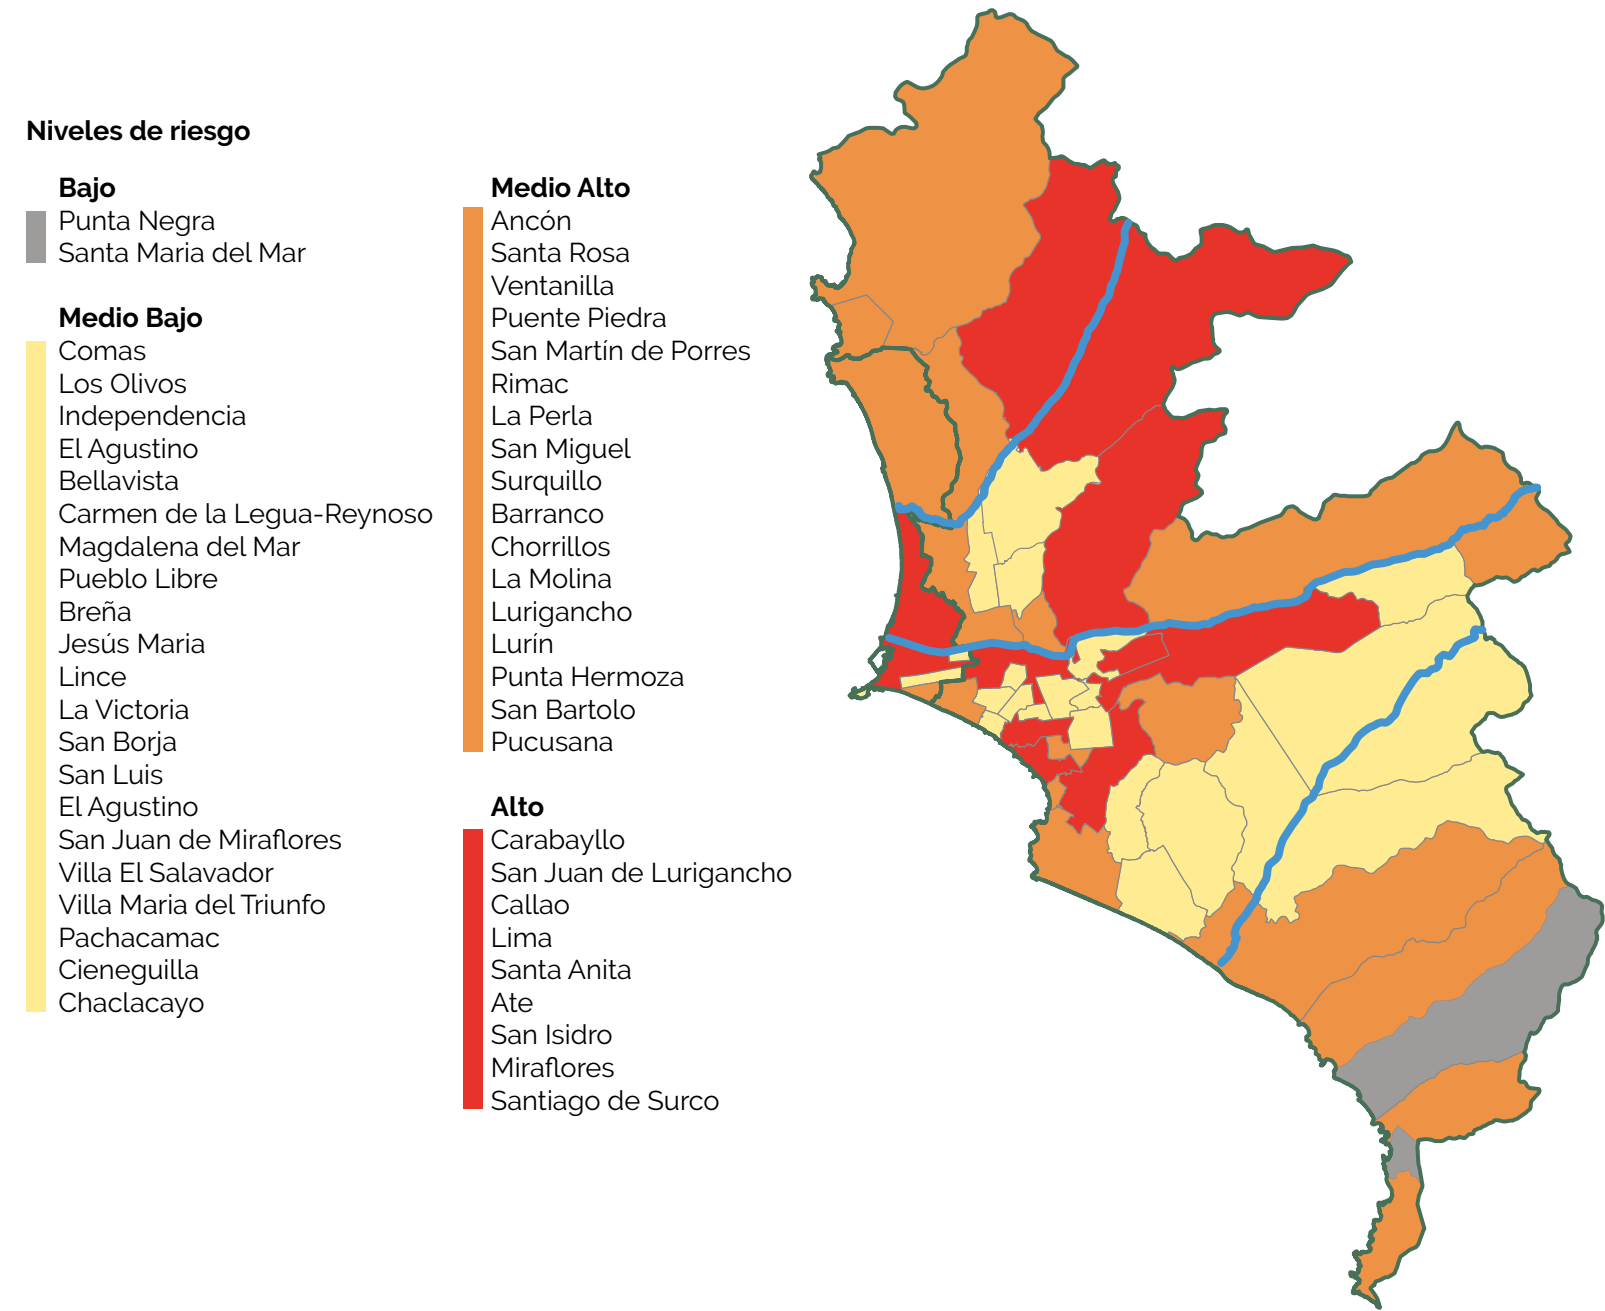 Niveles de riesgo
Bajo
Punta Negra
Santa Maria del Mar
Medio Bajo
Comas
Los Olivos
Independencia
El Agustino
Bellavista
Carmen de la Legua-Reynoso
Magdalena del Mar
Pueblo Libre
Breña
Jesús Maria
Lince
La Victoria
San Borja
San Luis
El Agustino
San Juan de Miraflores
Villa El Salavador
Villa Maria del Triunfo
Pachacamac
Cieneguilla
Chaclacayo
Medio Alto
Ancón
Santa Rosa
Ventanilla
Puente Piedra
San Martín de Porres
Rimac
La Perla
San Miguel
Surquillo
Barranco
Chorrillos
La Molina
Lurigancho
Lurín
Punta Hermoza
San Bartolo
Pucusana
Alto
Carabayllo
San Juan de Lurigancho
Callao
Lima
Santa Anita
Ate
San Isidro
Miraflores
Santiago de Surco